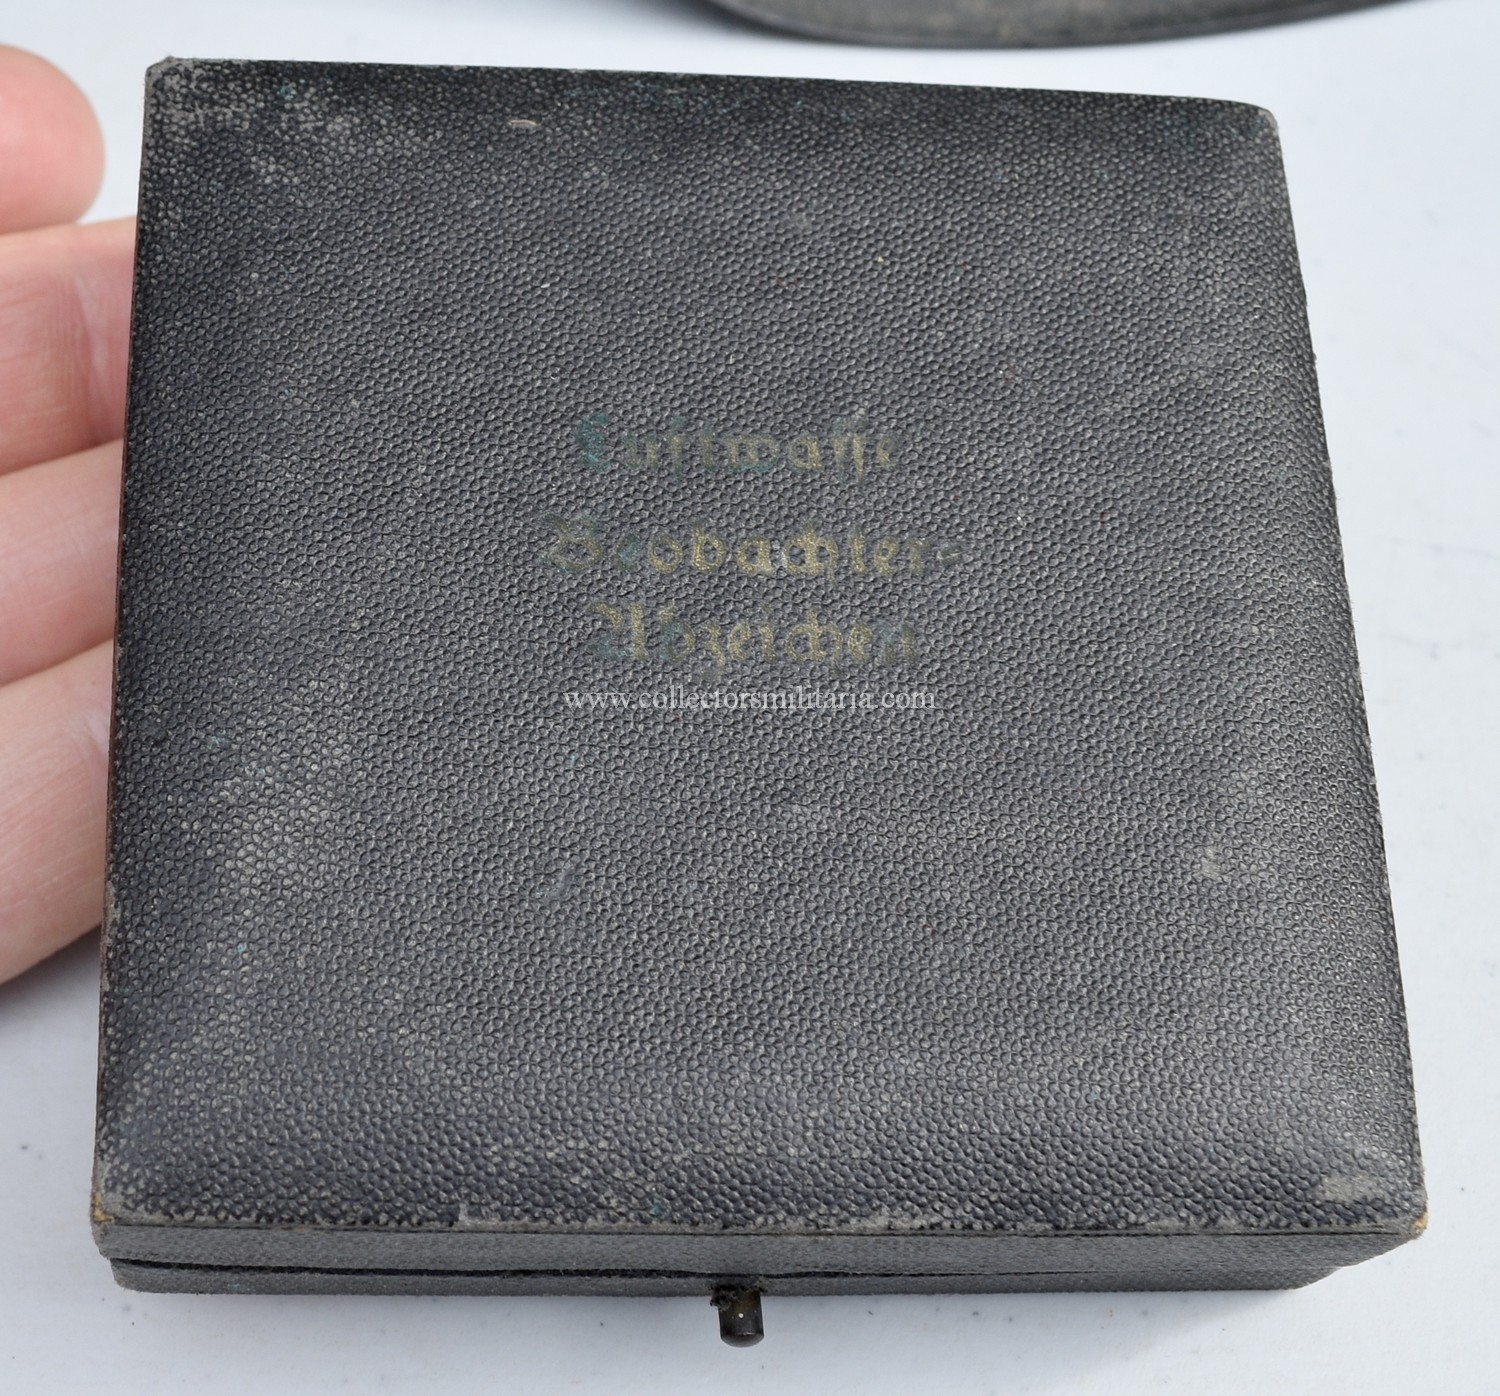 Luftwaffe
Beobachter-
Abzeichen
www.collectorsmilitaria.com